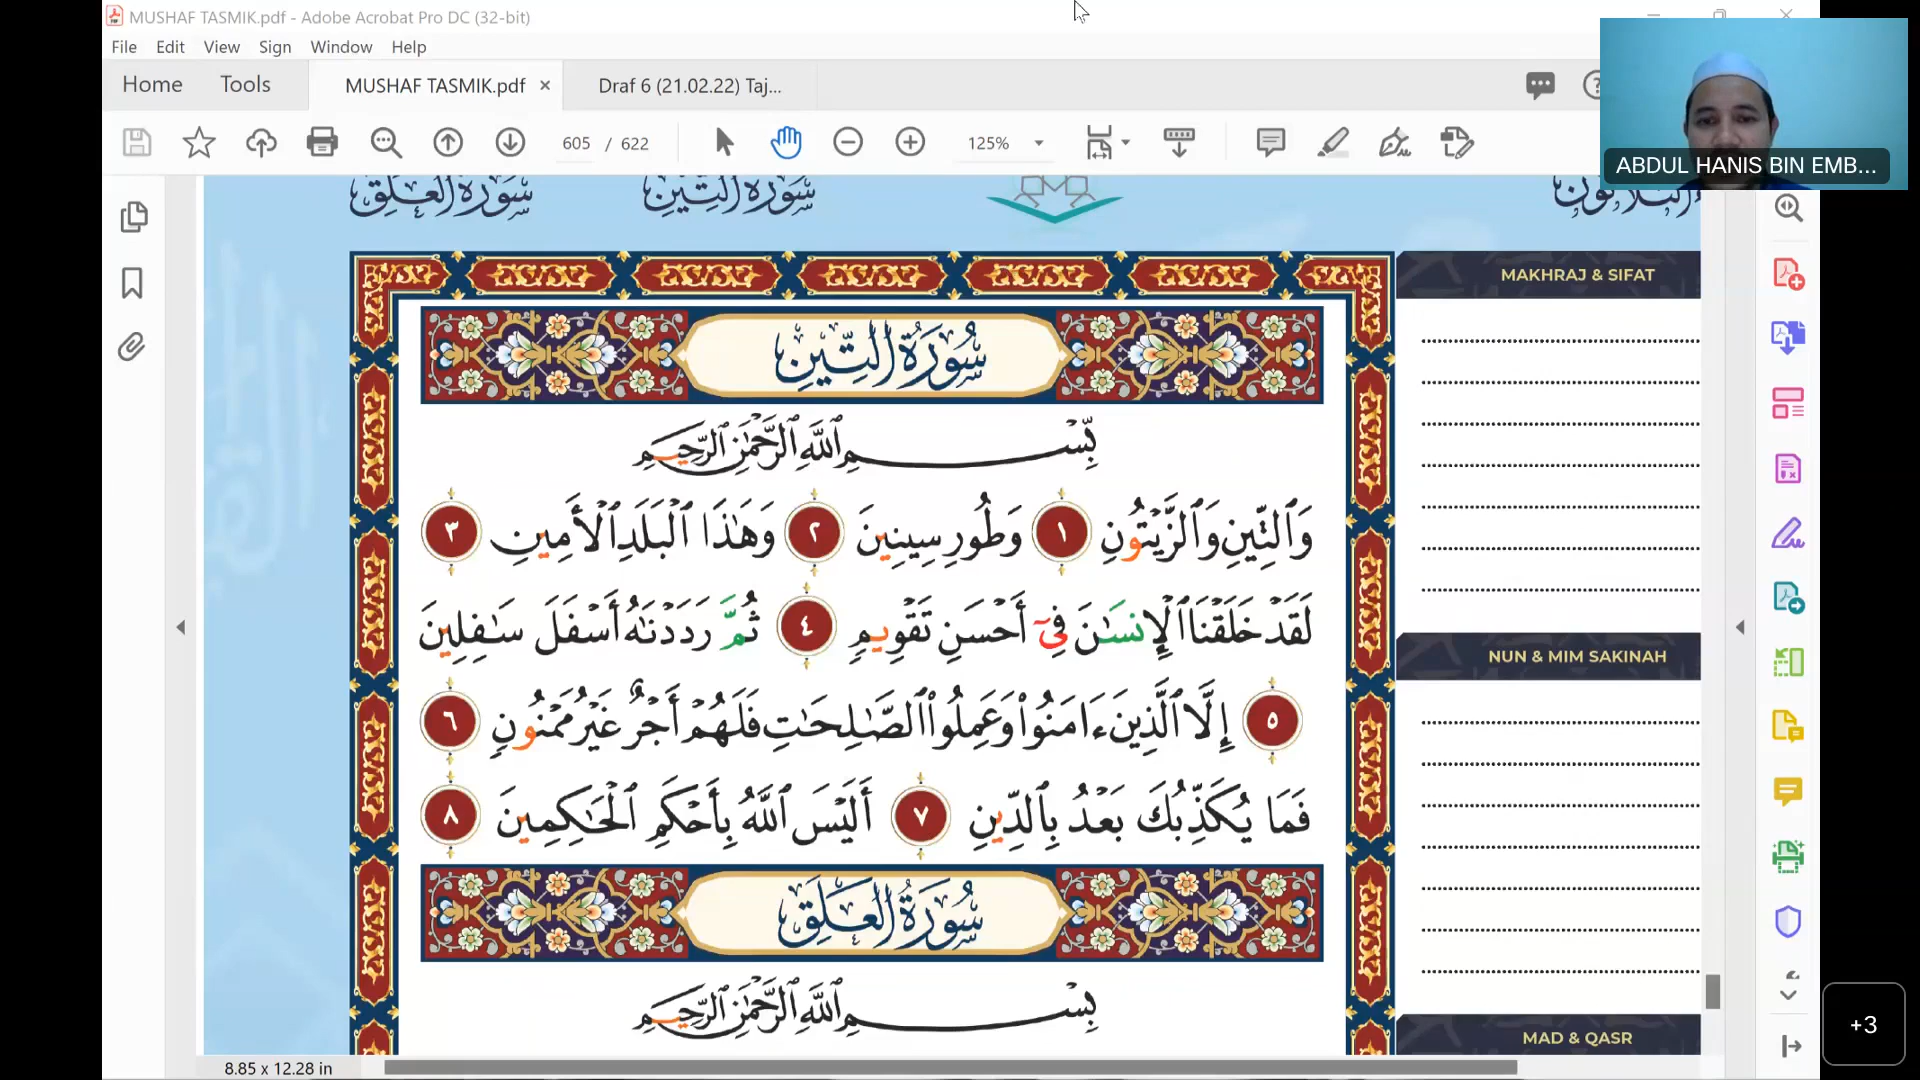 MUSHAF TASMIK.pdf - Adobe Acrobat Pro DC (32-bit)
File Edit View Sign Window Help
Home Tools MUSHAF TASMIK.pdf × Draf 6 (21.02.22) Taj...
605 / 622 125%
ABDUL HANIS BIN EMB...
سُورَةُ التِّينِ
سُورَةُ العَلَقِ
MAKHRAJ & SIFAT
سُورَةُ التِّينِ
بِّسْمِ ٱللَّهِ ٱلرَّحْمَٰنِ ٱلرَّحِيمِ
وَٱلتِّينِ وَٱلزَّيْتُونِ ١ وَطُورِ سِينِينَ ٢ وَهَٰذَا ٱلْبَلَدِ ٱلْأَمِينِ ٣
لَقَدْ خَلَقْنَا ٱلْإِنسَٰنَ فِىٓ أَحْسَنِ تَقْوِيمٍ ٤ ثُمَّ رَدَدْنَٰهُ أَسْفَلَ سَٰفِلِينَ
٥ إِلَّا ٱلَّذِينَ ءَامَنُوا۟ وَعَمِلُوا۟ ٱلصَّٰلِحَٰتِ فَلَهُمْ أَجْرٌ غَيْرُ مَمْنُونٍ ٦
فَمَا يُكَذِّبُكَ بَعْدُ بِٱلدِّينِ ٧ أَلَيْسَ ٱللَّهُ بِأَحْكَمِ ٱلْحَٰكِمِينَ ٨
NUN & MIM SAKINAH
سُورَةُ العَلَقِ
بِسْمِ ٱللَّهِ ٱلرَّحْمَٰنِ ٱلرَّحِيمِ
MAD & QASR
8.85 x 12.28 in
+3